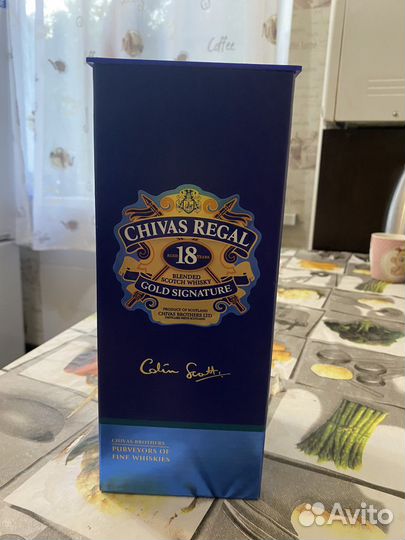 Coffee
CHIVAS REGAL
AGED 18 YEARS
BLENDED
SCOTCH WHISKY
GOLD SIGNATURE
PRODUCT OF SCOTLAND
CHIVAS BROTHERS LTD
Colin Scott
CHIVAS BROTHERS
PURVEYORS OF
FINE WHISKIES
Avito